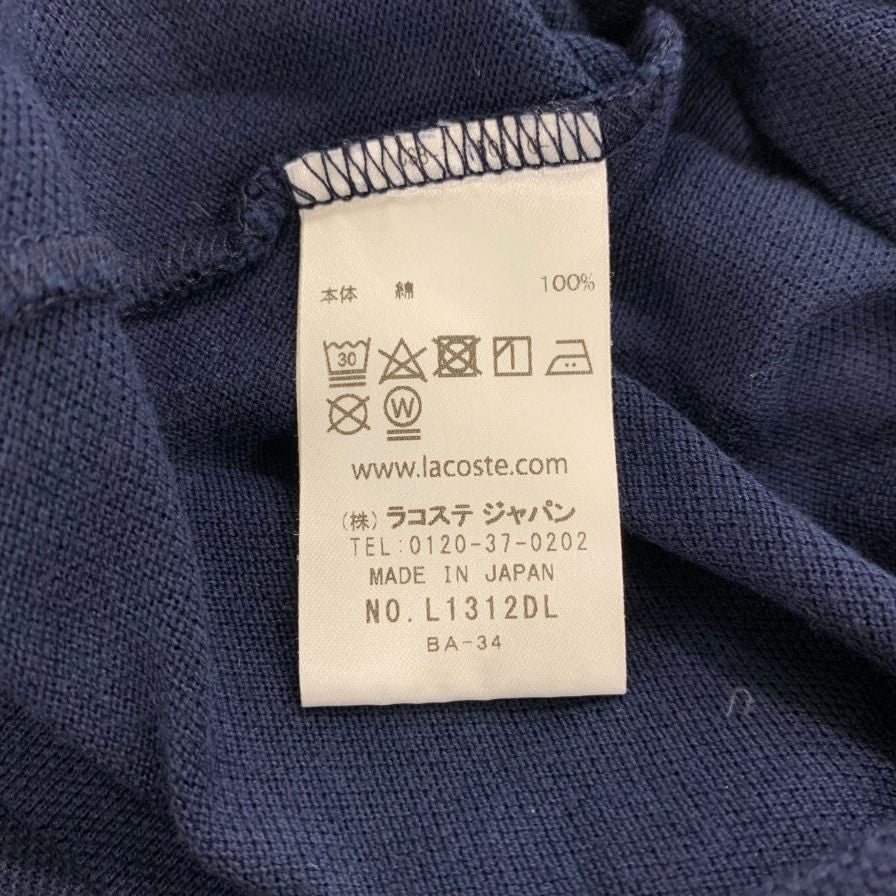 本体 綿 100%
30
W
www.lacoste.com
(株) ラコステ ジャパン
TEL:0120-37-0202
MADE IN JAPAN
NO. L1312DL
BA-34